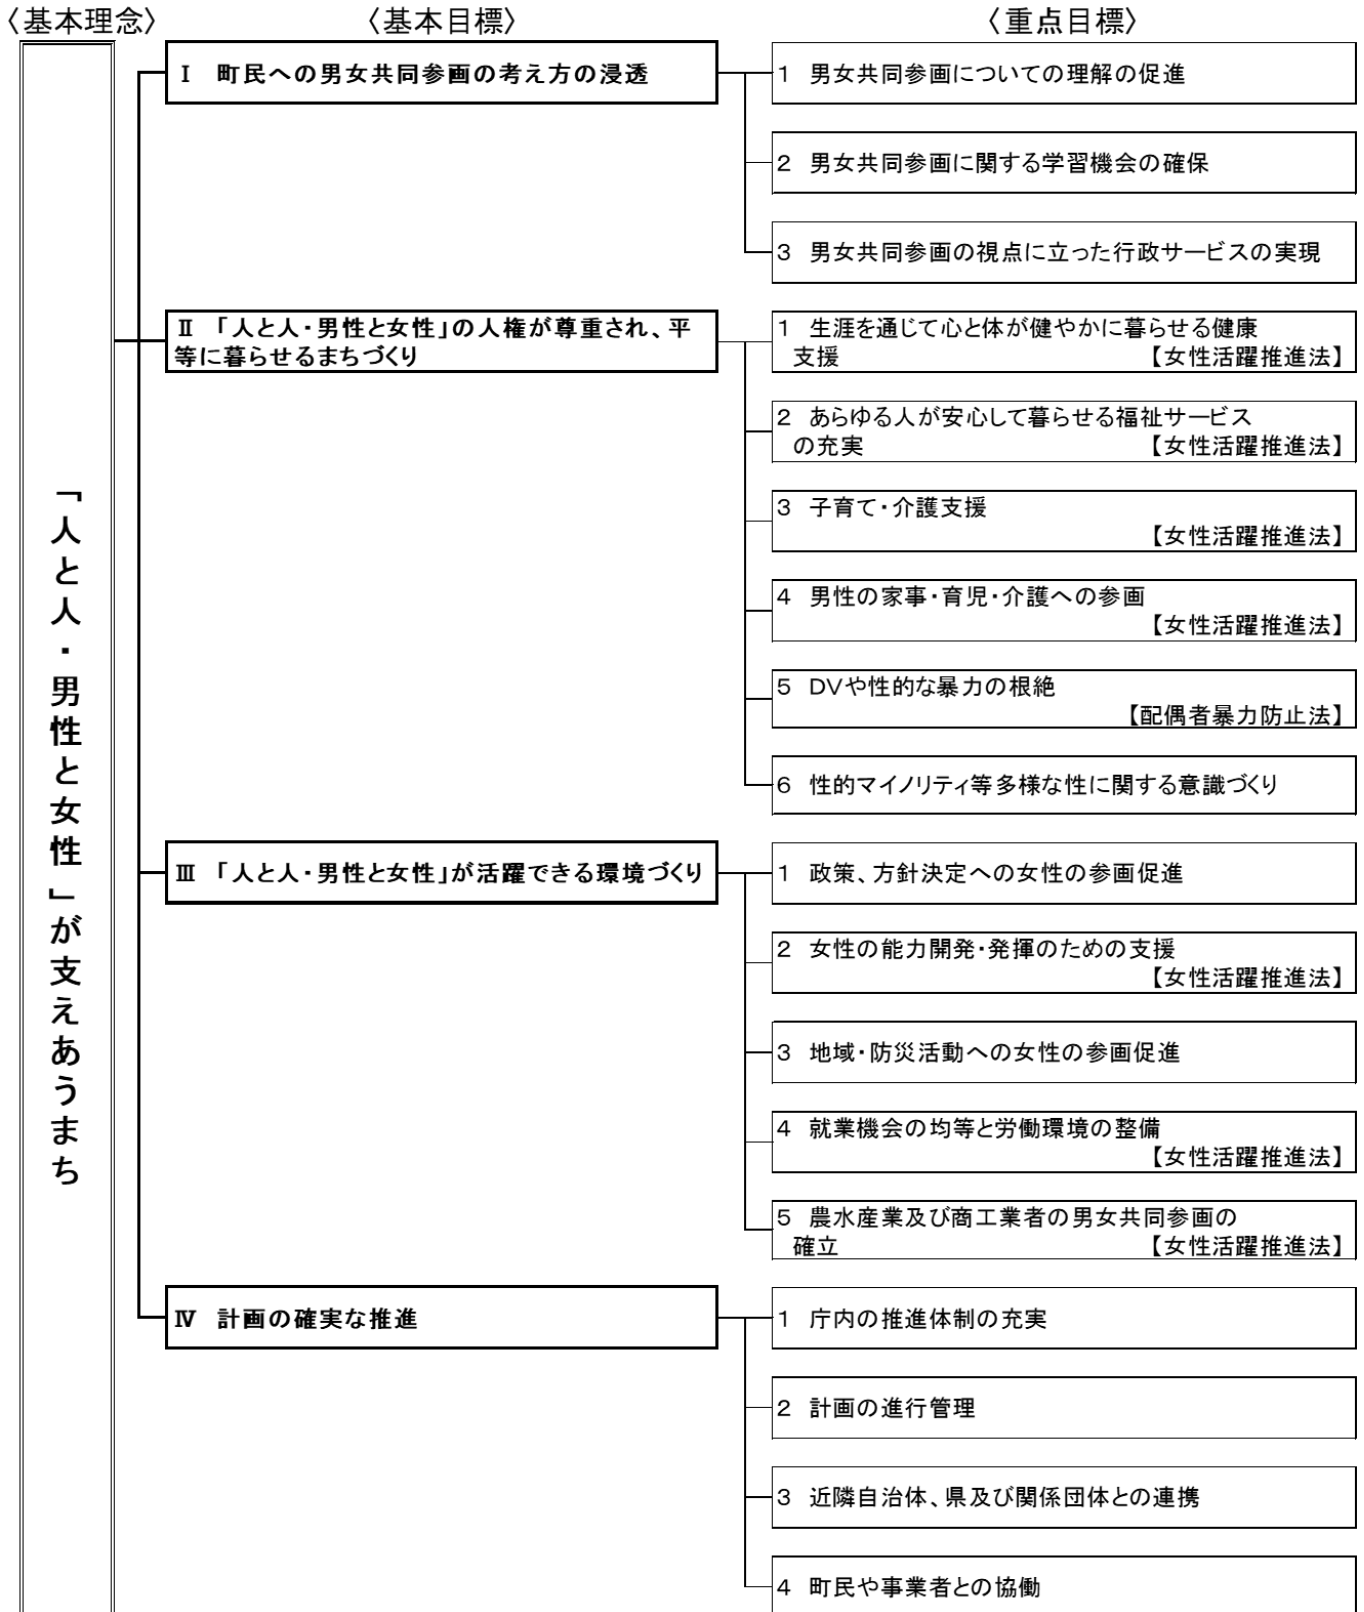 〈基本理念〉
〈基本目標〉
〈重点目標〉
「人と人・男性と女性」が支えあうまち
Ⅰ 町民への男女共同参画の考え方の浸透
1 男女共同参画についての理解の促進
2 男女共同参画に関する学習機会の確保
3 男女共同参画の視点に立った行政サービスの実現
Ⅱ 「人と人・男性と女性」の人権が尊重され、平
等に暮らせるまちづくり
1 生涯を通じて心と体が健やかに暮らせる健康
支援 【女性活躍推進法】
2 あらゆる人が安心して暮らせる福祉サービス
の充実 【女性活躍推進法】
3 子育て・介護支援
【女性活躍推進法】
4 男性の家事・育児・介護への参画
【女性活躍推進法】
5 DVや性的な暴力の根絶
【配偶者暴力防止法】
6 性的マイノリティ等多様な性に関する意識づくり
Ⅲ 「人と人・男性と女性」が活躍できる環境づくり
1 政策、方針決定への女性の参画促進
2 女性の能力開発・発揮のための支援
【女性活躍推進法】
3 地域・防災活動への女性の参画促進
4 就業機会の均等と労働環境の整備
【女性活躍推進法】
5 農水産業及び商工業者の男女共同参画の
確立 【女性活躍推進法】
Ⅳ 計画の確実な推進
1 庁内の推進体制の充実
2 計画の進行管理
3 近隣自治体、県及び関係団体との連携
4 町民や事業者との協働